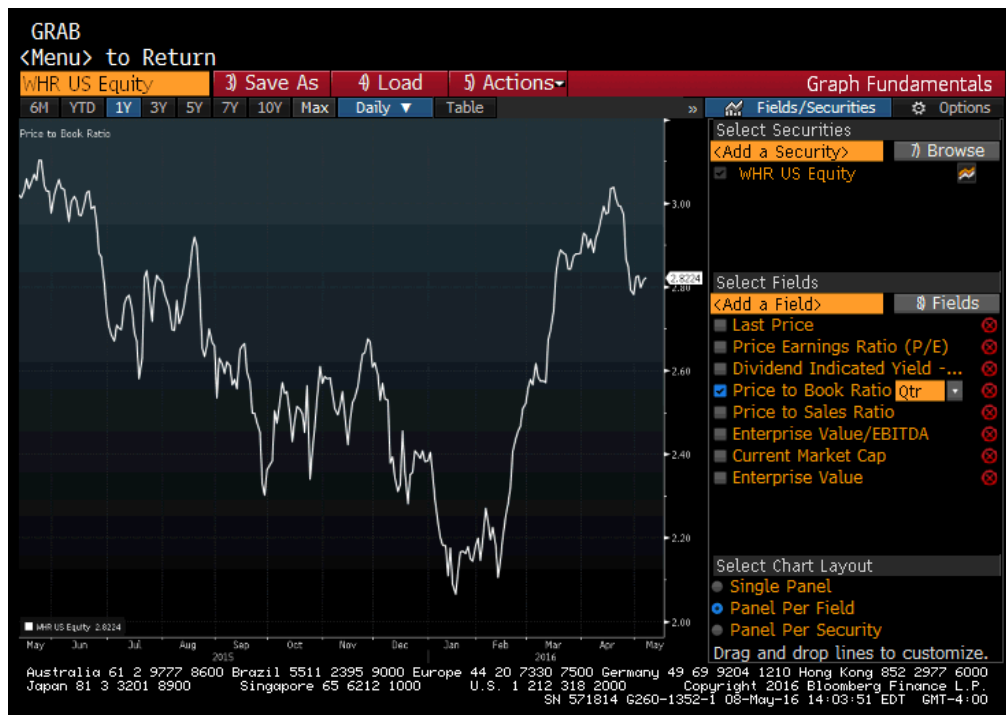 GRAB
<Menu> to Return
WHR US Equity 3) Save As 4) Load 5) Actions Graph Fundamentals
6M YTD 1Y 3Y 5Y 7Y 10Y Max Daily ▼ Table » Fields/Securities Options
Price to Book Ratio
Select Securities
<Add a Security> 7) Browse
WHR US Equity
3.00
2.8224
2.80
2.60
2.40
2.20
2.00
Select Fields
<Add a Field> 8) Fields
Last Price
Price Earnings Ratio (P/E)
Dividend Indicated Yield -...
Price to Book Ratio Qtr
Price to Sales Ratio
Enterprise Value/EBITDA
Current Market Cap
Enterprise Value
Select Chart Layout
Single Panel
Panel Per Field
Panel Per Security
Drag and drop lines to customize.
WHR US Equity 2.8224
May Jun Jul Aug Sep Oct Nov Dec Jan Feb Mar Apr May
2015 2016
Australia 61 2 9777 8600 Brazil 5511 2395 9000 Europe 44 20 7330 7500 Germany 49 69 9204 1210 Hong Kong 852 2977 6000
Japan 81 3 3201 8900 Singapore 65 6212 1000 U.S. 1 212 318 2000 Copyright 2016 Bloomberg Finance L.P.
SN 571814 G260-1352-1 08-May-16 14:03:51 EDT GMT-4:00